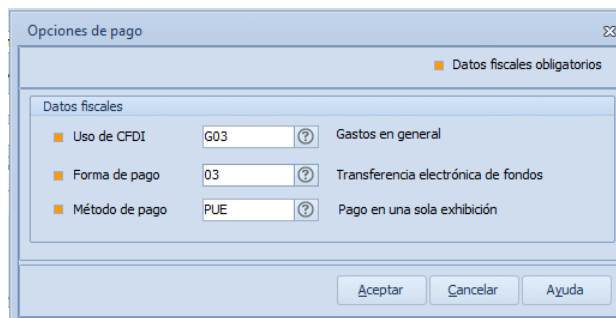 Opciones de pago
Datos fiscales obligatorios
Datos fiscales
Uso de CFDI G03 Gastos en general
Forma de pago 03 Transferencia electrónica de fondos
Método de pago PUE Pago en una sola exhibición
Aceptar Cancelar Ayuda